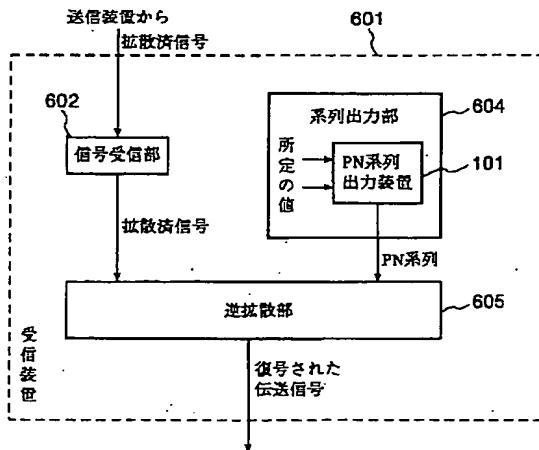 送信装置から
拡散済信号
601
602
信号受信部
604
系列出力部
所定の値
PN系列
出力装置
101
拡散済信号
PN系列
逆拡散部
605
受信装置
復号された
伝送信号